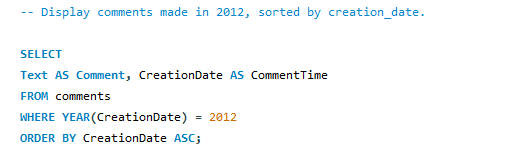 -- Display comments made in 2012, sorted by creation_date.
SELECT
Text AS Comment, CreationDate AS CommentTime
FROM comments
WHERE YEAR(CreationDate) = 2012
ORDER BY CreationDate ASC;